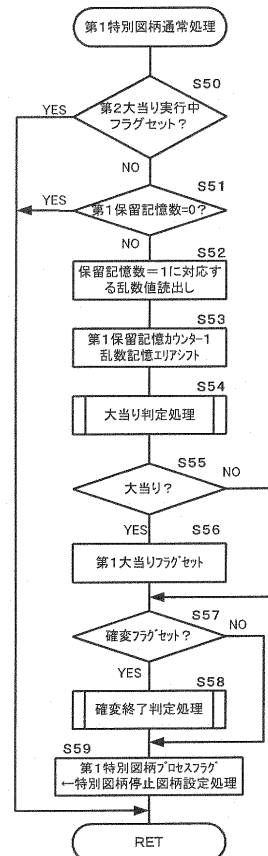 第1特別図柄通常処理
S50
YES
第2大当り実行中
フラグセット?
NO
S51
YES
第1保留記憶数=0?
NO
S52
保留記憶数=1に対応す
る乱数値読出し
S53
第1保留記憶カウンタ-1
乱数記憶エリアシフト
S54
大当り判定処理
S55
NO
大当り?
YES
S56
第1大当りフラグセット
S57
NO
確変フラグセット?
YES
S58
確変終了判定処理
S59
第1特別図柄プロセスフラグ
←特別図柄停止図柄設定処理
RET